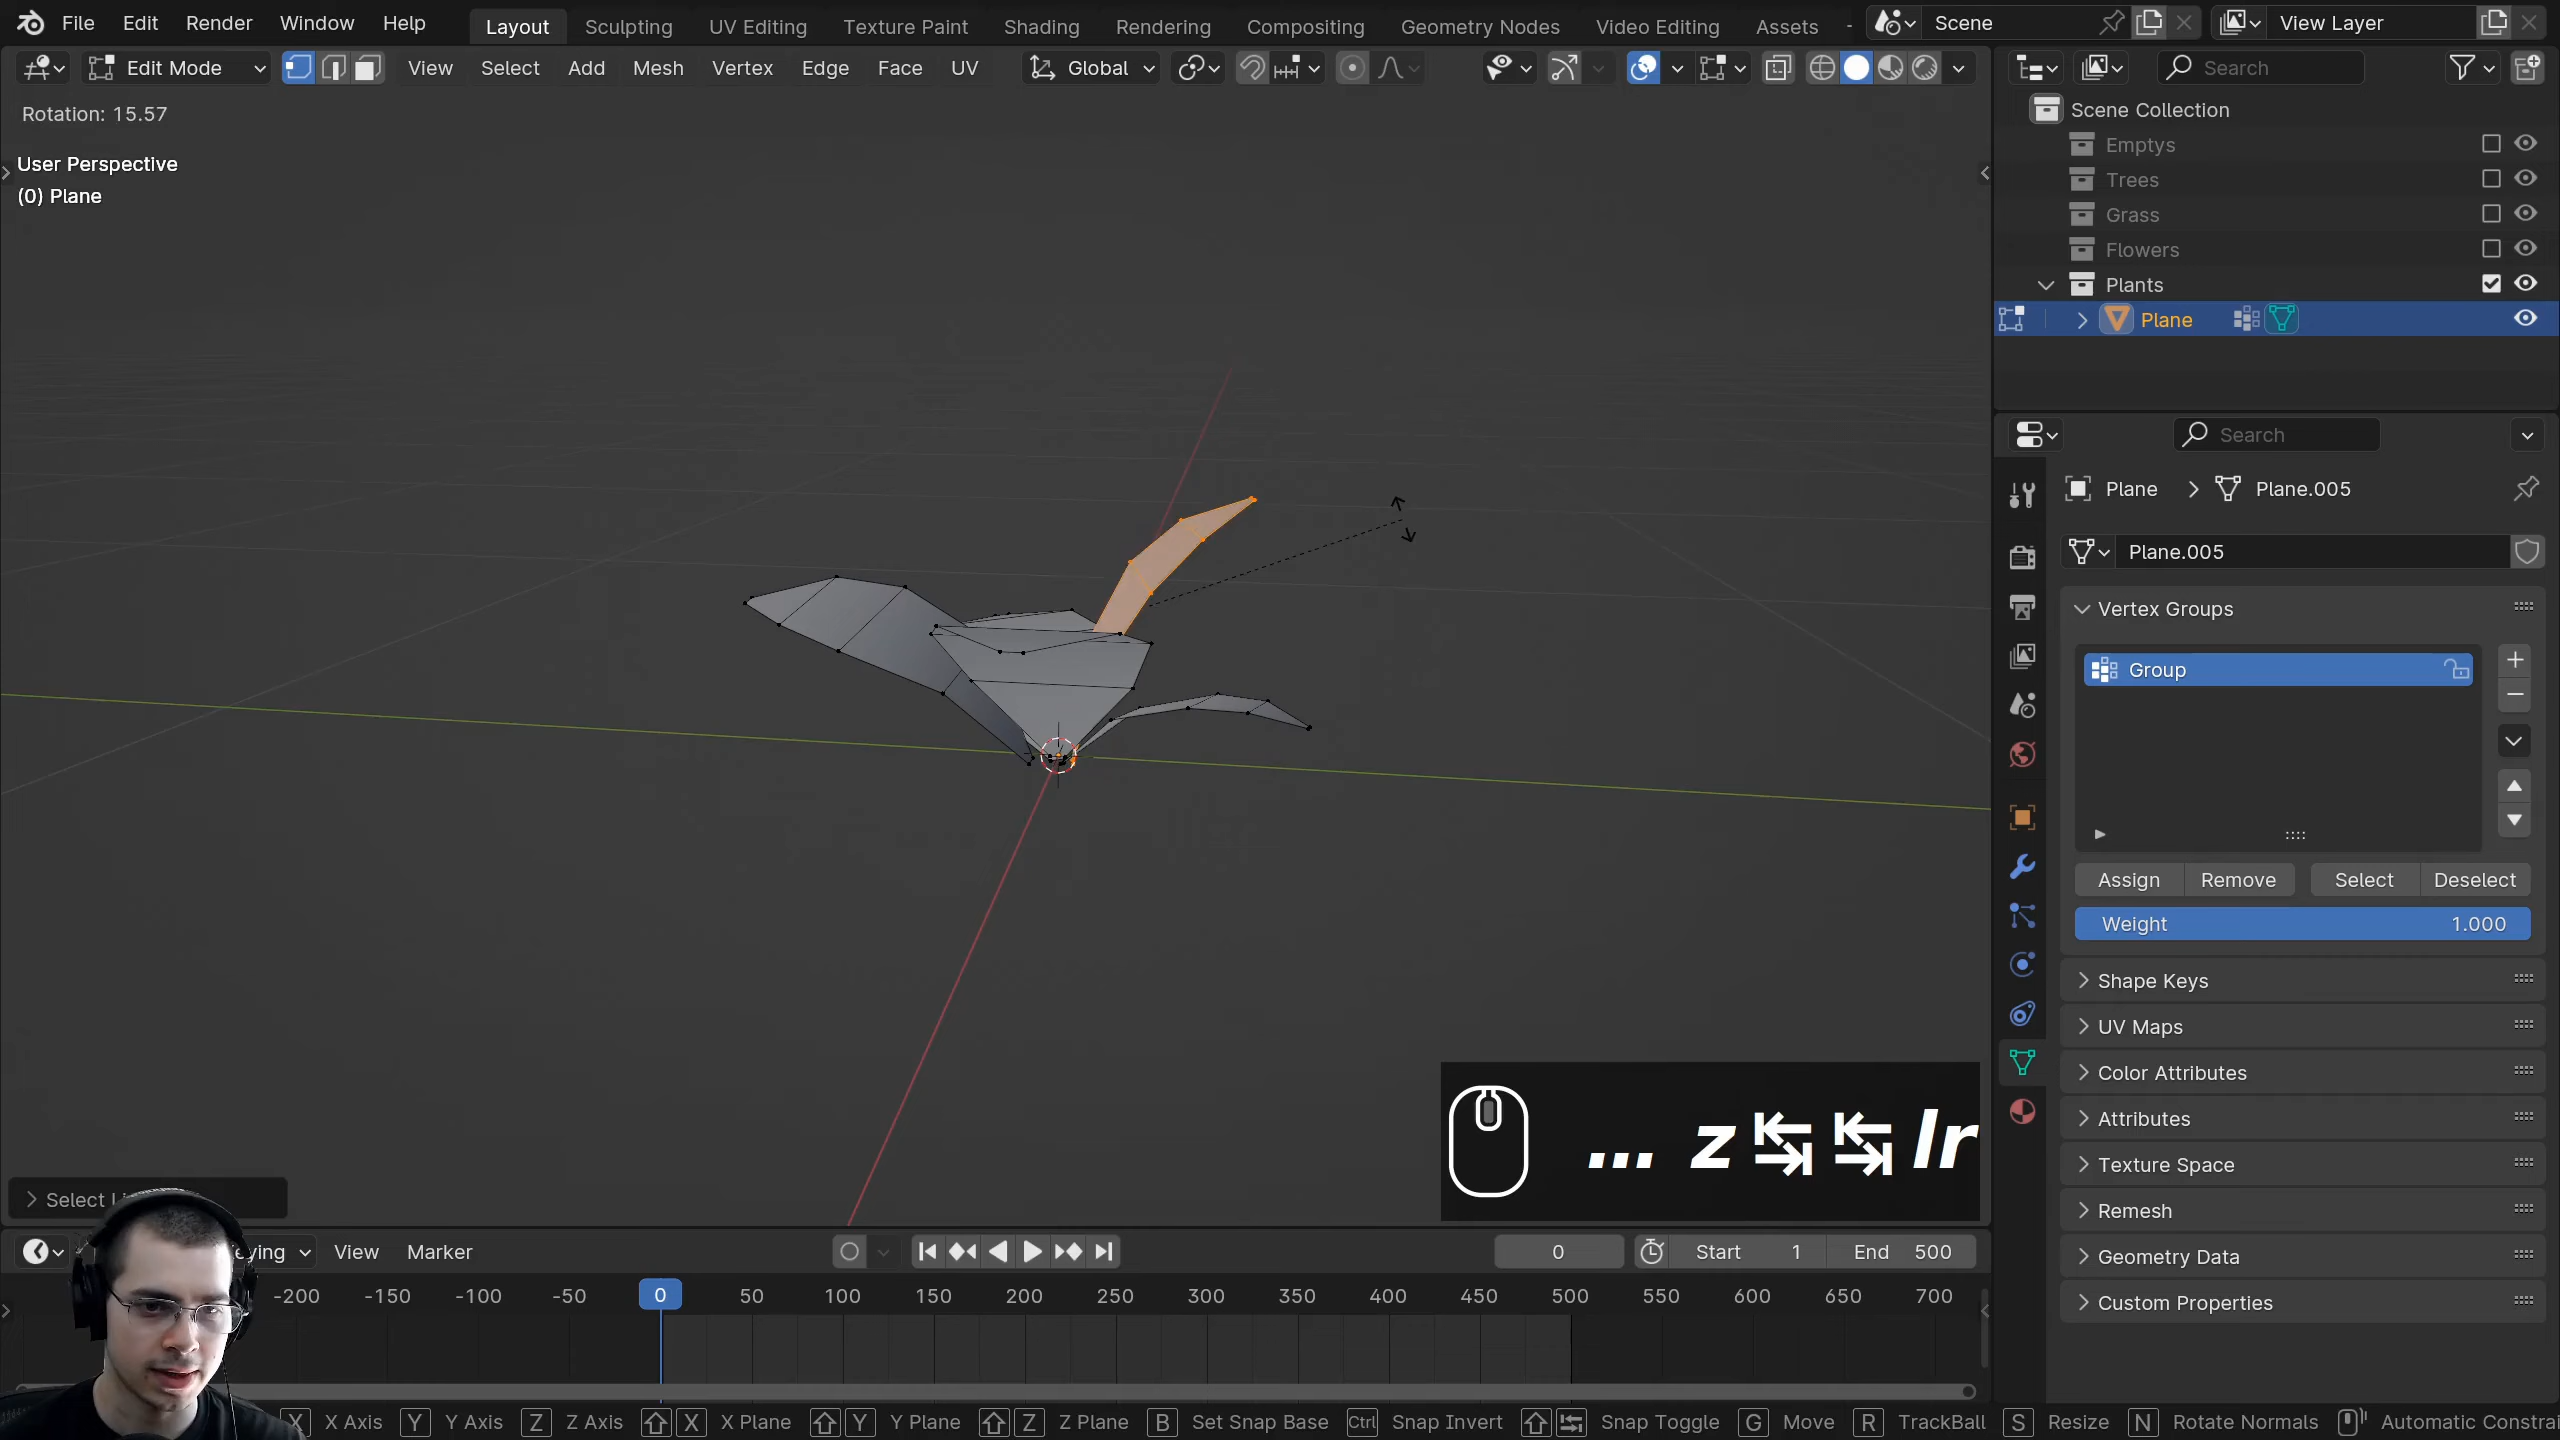 File Edit Render Window Help Layout Sculpting UV Editing Texture Paint Shading Rendering Compositing Geometry Nodes Video Editing Assets Scene View Layer
Edit Mode View Select Add Mesh Vertex Edge Face UV Global Search
Rotation: 15.57
User Perspective
(0) Plane
Scene Collection
Emptys
Trees
Grass
Flowers
Plants
Plane
Search
Plane Plane.005
Plane.005
Vertex Groups
Group
Assign Remove Select Deselect
Weight 1.000
Shape Keys
UV Maps
Color Attributes
Attributes
Texture Space
Remesh
Geometry Data
Custom Properties
... z lr
Select
View Marker 0 Start 1 End 500
-200 -150 -100 -50 0 50 100 150 200 250 300 350 400 450 500 550 600 650 700
X X Axis Y Y Axis Z Z Axis X X Plane Y Y Plane Z Z Plane B Set Snap Base Ctrl Snap Invert Snap Toggle G Move R TrackBall S Resize N Rotate Normals Automatic